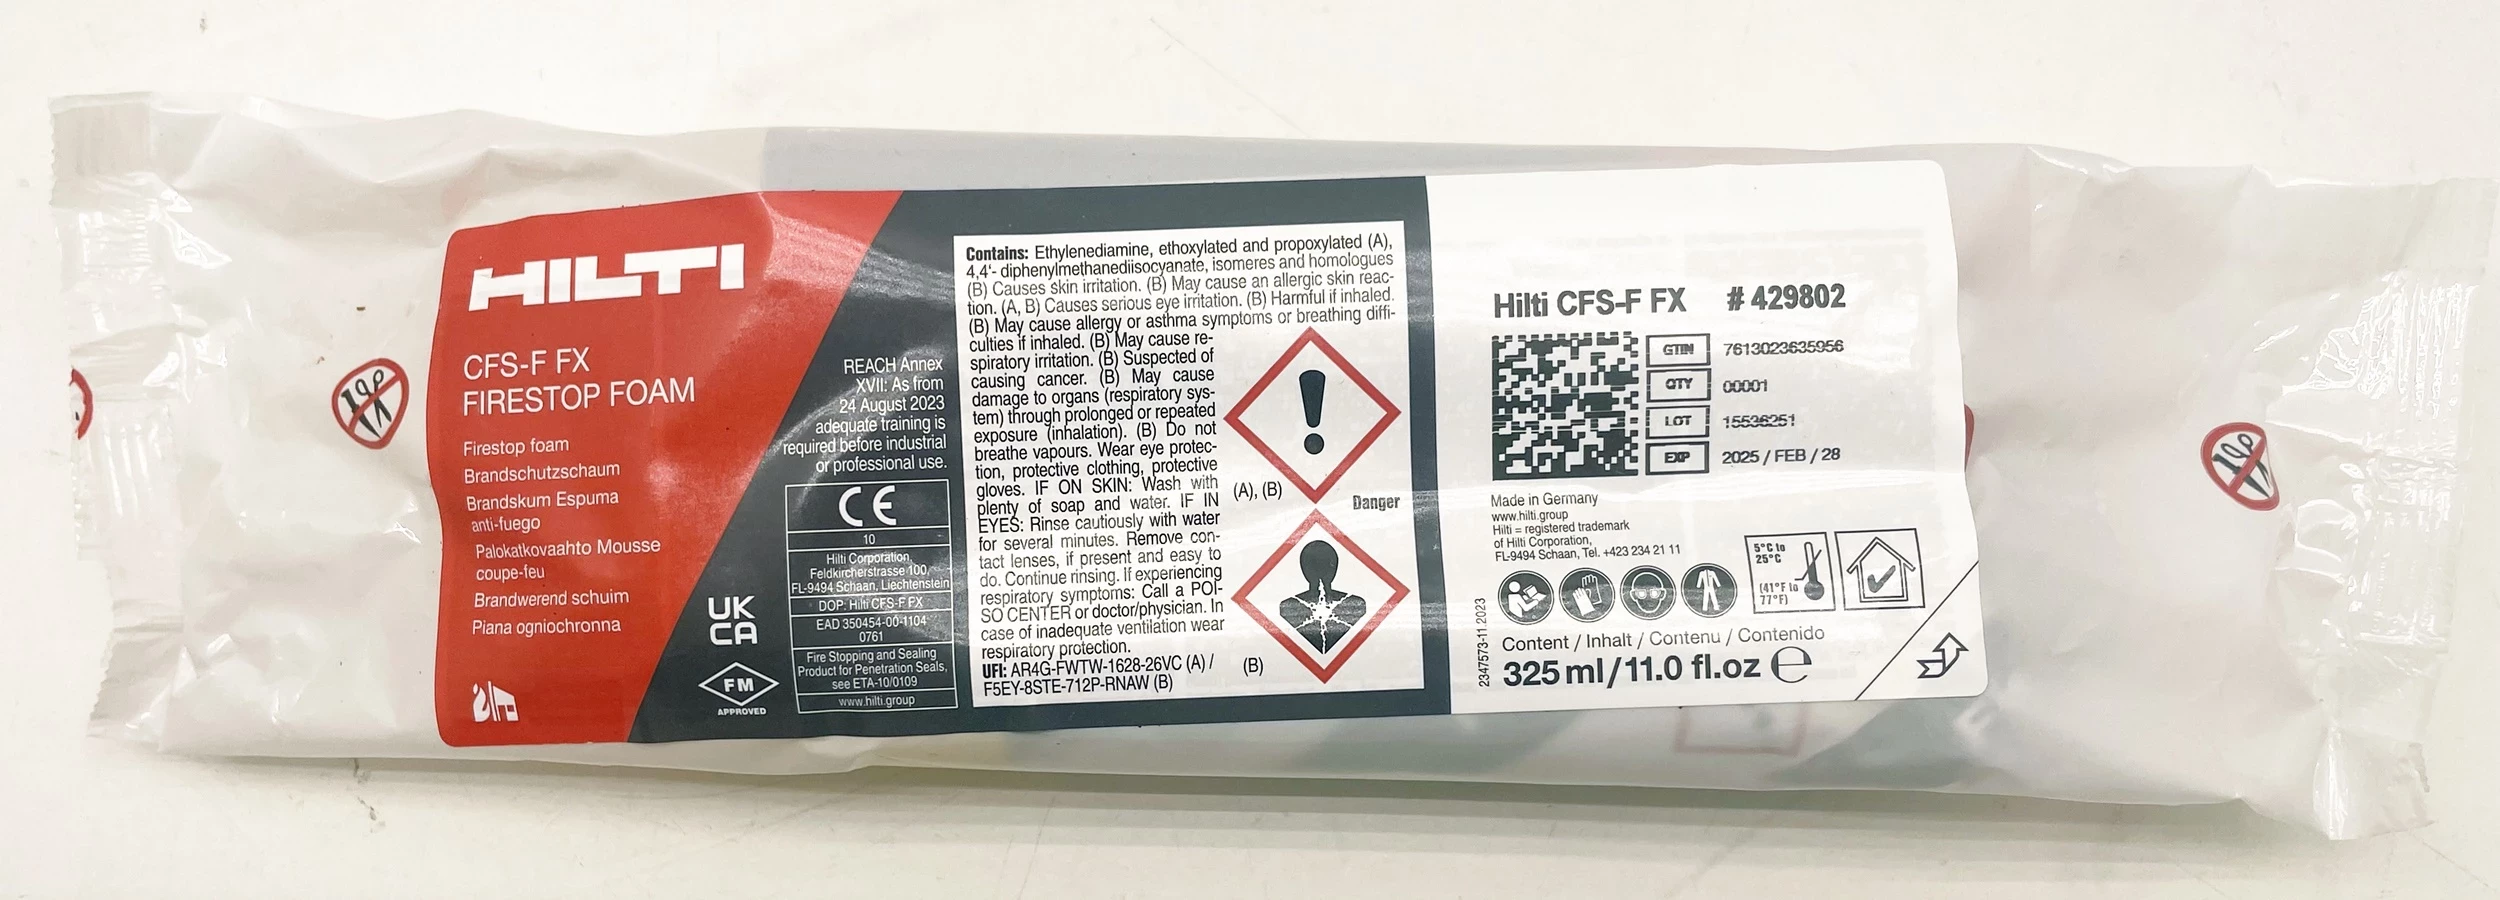 HILTI
CFS-F FX
FIRESTOP FOAM
Firestop foam
Brandschutzschaum
Brandskum Espuma
anti-fuego
Palokatkovaahto Mousse
coupe-feu
Brandwerend schuim
Piana ogniochronna
REACH Annex
XVII: As from
24 August 2023
adequate training is
required before industrial
or professional use.
UK
CA
FM
APPROVED
CE
10
Hilti Corporation,
Feldkircherstrasse 100,
FL-9494 Schaan, Liechtenstein
DOP: Hilti CFS-F FX
EAD 350454-00-1104
0761
Fire Stopping and Sealing
Product for Penetration Seals,
see ETA-10/0109
www.hilti.group
Contains: Ethylenediamine, ethoxylated and propoxylated (A),
4,4'- diphenylmethanediisocyanate, isomeres and homologues
(B) Causes skin irritation. (B) May cause an allergic skin reac-
tion. (A, B) Causes serious eye irritation. (B) Harmful if inhaled.
(B) May cause allergy or asthma symptoms or breathing diffi-
culties if inhaled. (B) May cause re-
spiratory irritation. (B) Suspected of
causing cancer. (B) May cause
damage to organs (respiratory sys-
tem) through prolonged or repeated
exposure (inhalation). (B) Do not
breathe vapours. Wear eye protec-
tion, protective clothing, protective
gloves. IF ON SKIN: Wash with
plenty of soap and water. IF IN
EYES: Rinse cautiously with water
for several minutes. Remove con-
tact lenses, if present and easy to
do. Continue rinsing. If experiencing
respiratory symptoms: Call a POI-
SO CENTER or doctor/physician. In
case of inadequate ventilation wear
respiratory protection.
UFI: AR4G-FWTW-1628-26VC (A) /
F5EY-8STE-712P-RNAW (B)
(A), (B)
Danger
(B)
Hilti CFS-F FX # 429802
GTIN 7613023635956
QTY 00001
LOT 15536251
EXP 2025 / FEB / 28
Made in Germany
www.hilti.group
Hilti = registered trademark
of Hilti Corporation,
FL-9494 Schaan, Tel. +423 234 21 11
5°C to
25°C
(41°F to
77°F)
2347573-11.2023
Content / Inhalt / Contenu / Contenido
325 ml/11.0 fl.oz e